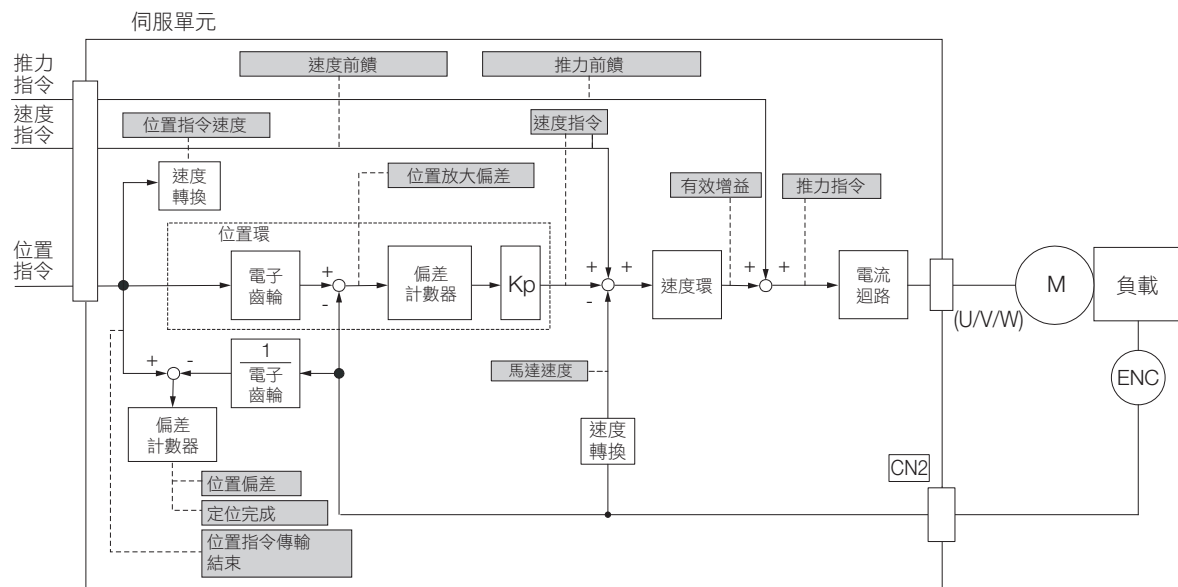 伺服單元
推力
指令
速度前饋
推力前饋
速度
指令
位置指令速度
速度指令
速度
轉換
位置放大偏差
有效增益
推力指令
位置
指令
位置環
電子
齒輪
+
-
偏差
計數器
Kp
+
+
-
速度環
+
+
電流
迴路
(U/V/W)
M
負載
ENC
+
-
1
電子
齒輪
馬達速度
偏差
計數器
速度
轉換
CN2
位置偏差
定位完成
位置指令傳輸
結束